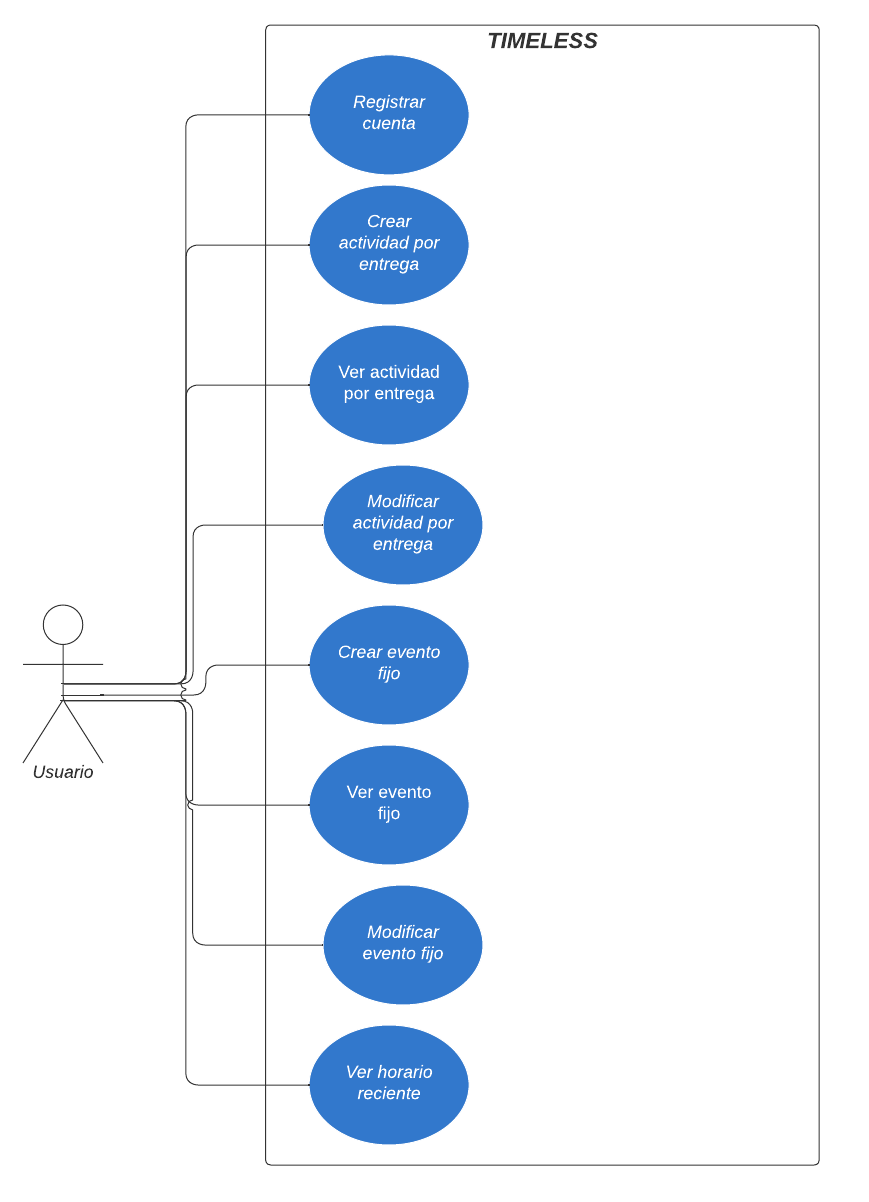 TIMELESS
Registrar
cuenta
Crear
actividad por
entrega
Ver actividad
por entrega
Modificar
actividad por
entrega
Crear evento
fijo
Usuario
Ver evento
fijo
Modificar
evento fijo
Ver horario
reciente